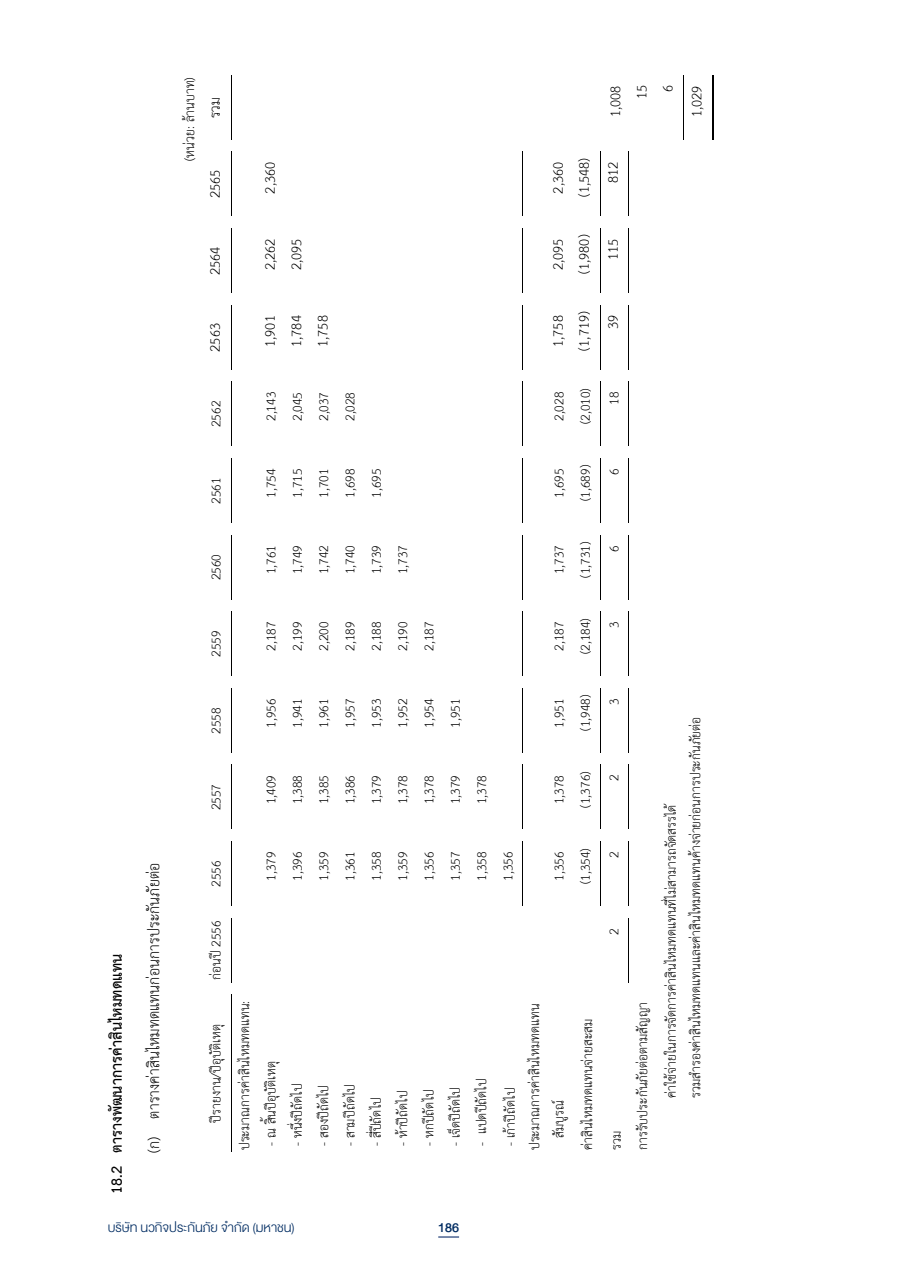 18.2 ตารางพัฒนาการค่าสินไหมทดแทน
(ก) ตารางค่าสินไหมทดแทนก่อนการประกันภัยต่อ
(หน่วย: ล้านบาท)
ปีรายงาน/ปีอุบัติเหตุ ก่อนปี 2556 2556 2557 2558 2559 2560 2561 2562 2563 2564 2565 รวม
ประมาณการค่าสินไหมทดแทน:
- ณ สิ้นปีอุบัติเหตุ 1,379 1,409 1,956 2,187 1,761 1,754 2,143 1,901 2,262 2,360
- หนึ่งปีถัดไป 1,396 1,388 1,941 2,199 1,749 1,715 2,045 1,784 2,095
- สองปีถัดไป 1,359 1,385 1,961 2,200 1,742 1,701 2,037 1,758
- สามปีถัดไป 1,361 1,386 1,957 2,189 1,740 1,698 2,028
- สี่ปีถัดไป 1,358 1,379 1,953 2,188 1,739 1,695
- ห้าปีถัดไป 1,359 1,378 1,952 2,190 1,737
- หกปีถัดไป 1,356 1,378 1,954 2,187
- เจ็ดปีถัดไป 1,357 1,379 1,951
- แปดปีถัดไป 1,358 1,378
- เก้าปีถัดไป 1,356
ประมาณการค่าสินไหมทดแทน
สัมบูรณ์ 1,356 1,378 1,951 2,187 1,737 1,695 2,028 1,758 2,095 2,360
ค่าสินไหมทดแทนจ่ายสะสม (1,354) (1,376) (1,948) (2,184) (1,731) (1,689) (2,010) (1,719) (1,980) (1,548)
รวม 2 2 2 3 3 6 6 18 39 115 812 1,008
การรับประกันภัยต่อตามสัญญา 15
ค่าใช้จ่ายในการจัดการค่าสินไหมทดแทนที่ไม่สามารถจัดสรรได้ 6
รวมสำรองค่าสินไหมทดแทนและค่าสินไหมทดแทนค้างจ่ายก่อนการประกันภัยต่อ 1,029
บริษัท นวกิจประกันภัย จำกัด (มหาชน) 186